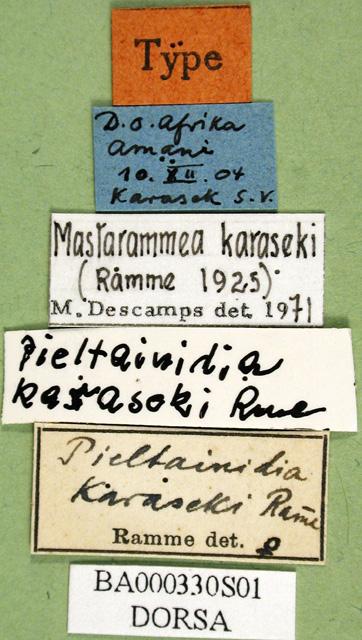 Type
D. O. Afrika
Amani
10. XII. 04
Karasek S.V.
Mastarammea karaseki
(Ramme 1925)
M. Descamps det. 1971
Pieltainidia
karaseki Rme
Pieltainidia
Karaseki Ramme
Ramme det. ♀
BA000330S01
DORSA